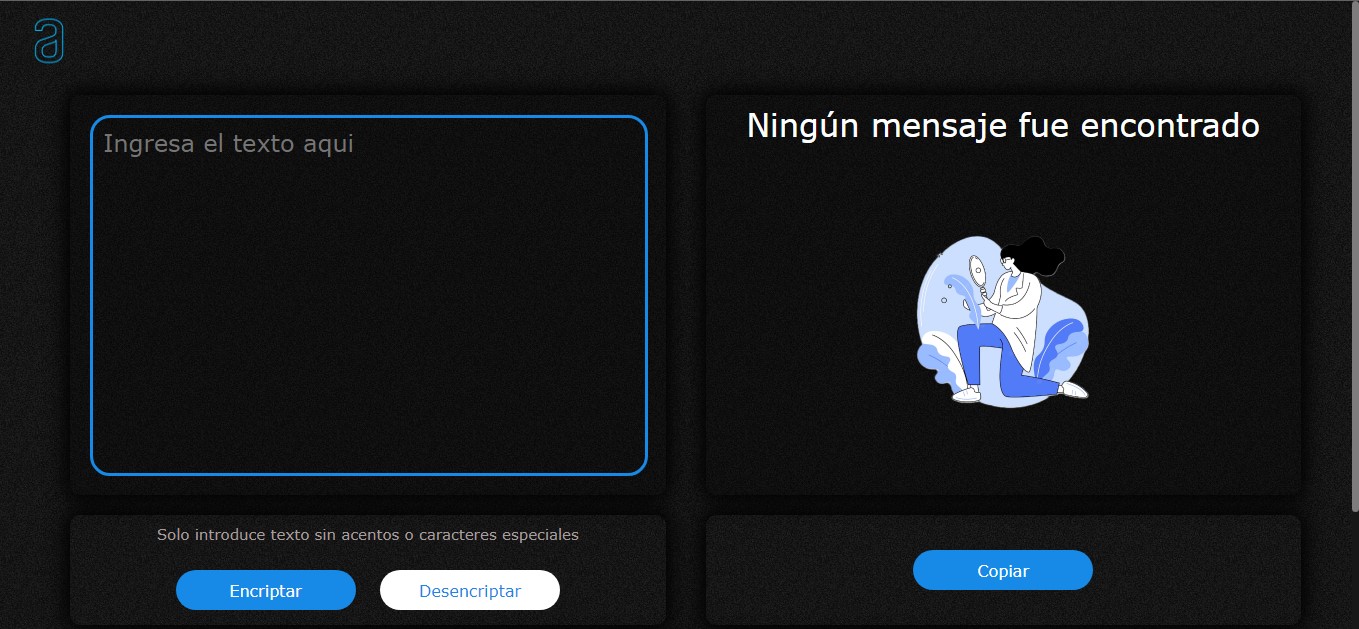 a
Ingresa el texto aqui
Ningún mensaje fue encontrado
Solo introduce texto sin acentos o caracteres especiales
Encriptar
Desencriptar
Copiar